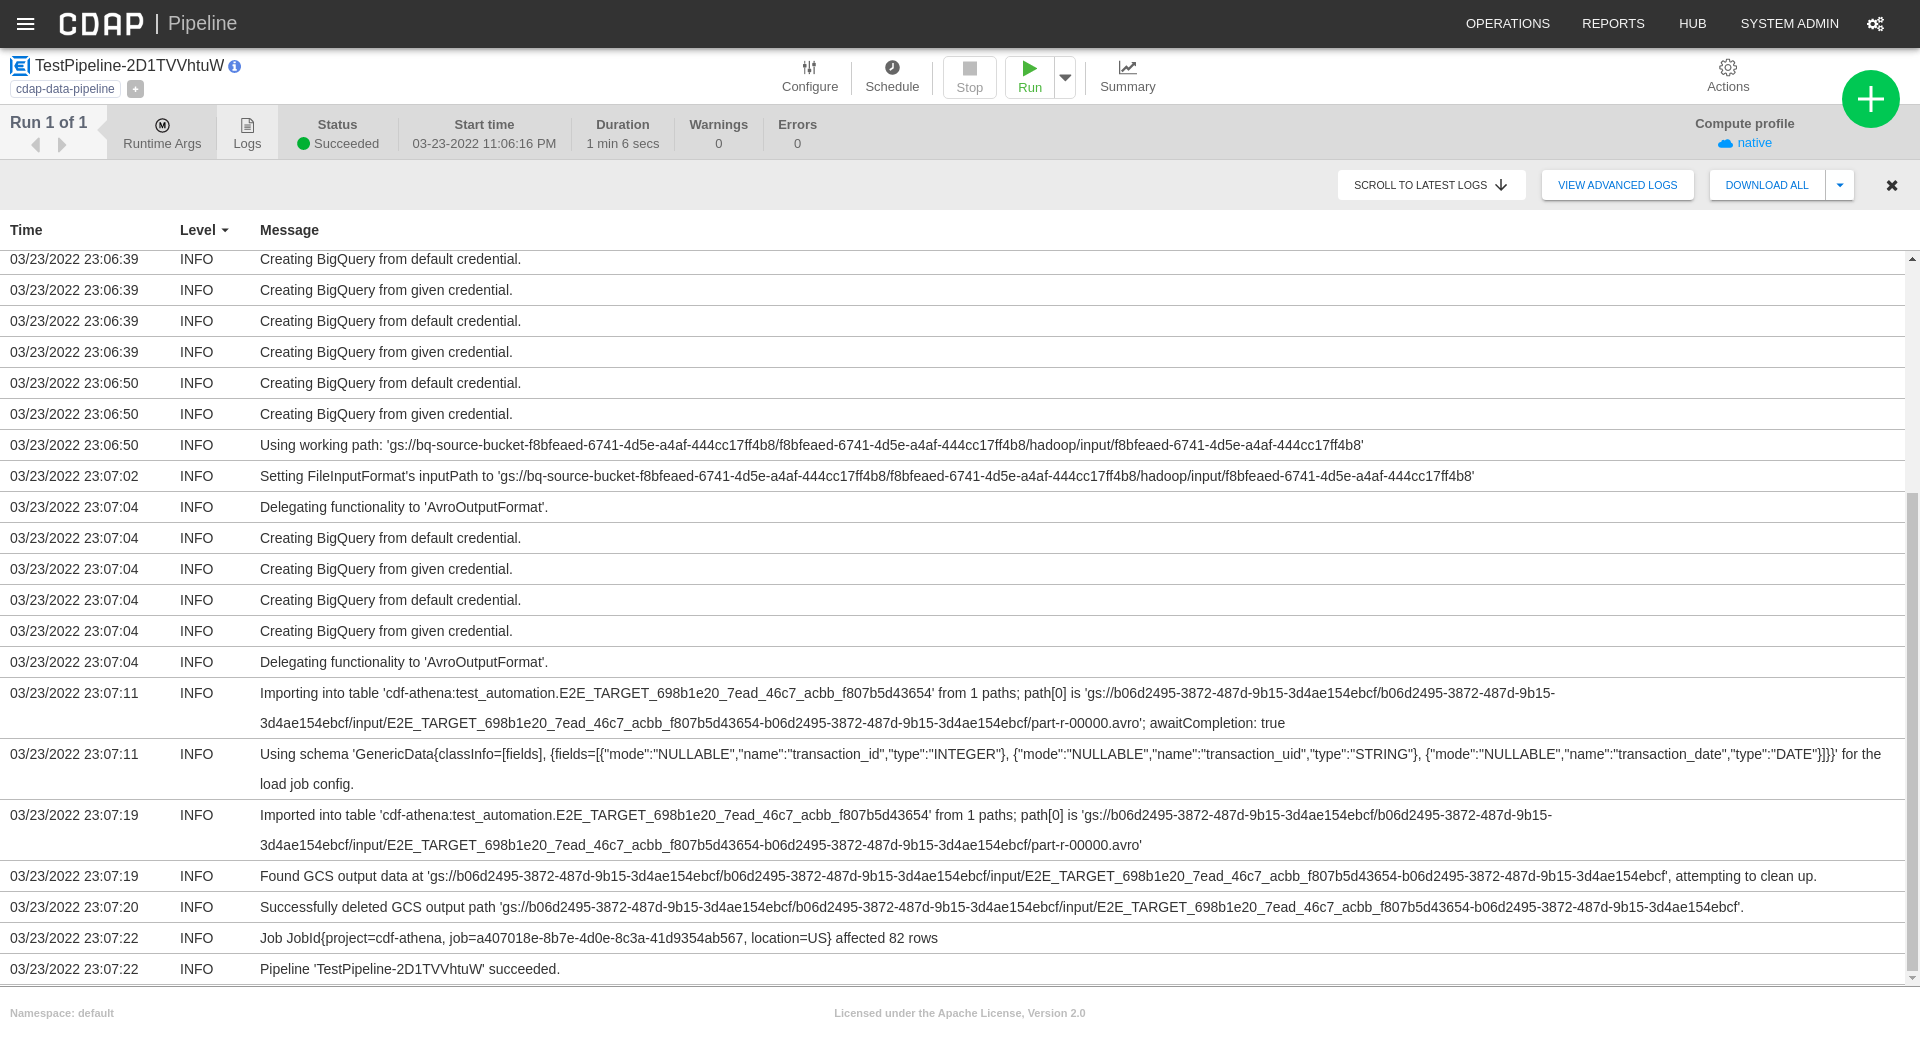 CDAP | Pipeline OPERATIONS REPORTS HUB SYSTEM ADMIN
TestPipeline-2D1TVVhtuW
cdap-data-pipeline +
Configure Schedule Stop Run Summary Actions
Run 1 of 1
Runtime Args Logs
Status Start time Duration Warnings Errors Compute profile
Succeeded 03-23-2022 11:06:16 PM 1 min 6 secs 0 0 native
SCROLL TO LATEST LOGS VIEW ADVANCED LOGS DOWNLOAD ALL
Time Level Message
03/23/2022 23:06:39 INFO Creating BigQuery from default credential.
03/23/2022 23:06:39 INFO Creating BigQuery from given credential.
03/23/2022 23:06:39 INFO Creating BigQuery from default credential.
03/23/2022 23:06:39 INFO Creating BigQuery from given credential.
03/23/2022 23:06:50 INFO Creating BigQuery from default credential.
03/23/2022 23:06:50 INFO Creating BigQuery from given credential.
03/23/2022 23:06:50 INFO Using working path: 'gs://bq-source-bucket-f8bfeaed-6741-4d5e-a4af-444cc17ff4b8/f8bfeaed-6741-4d5e-a4af-444cc17ff4b8/hadoop/input/f8bfeaed-6741-4d5e-a4af-444cc17ff4b8'
03/23/2022 23:07:02 INFO Setting FileInputFormat's inputPath to 'gs://bq-source-bucket-f8bfeaed-6741-4d5e-a4af-444cc17ff4b8/f8bfeaed-6741-4d5e-a4af-444cc17ff4b8/hadoop/input/f8bfeaed-6741-4d5e-a4af-444cc17ff4b8'
03/23/2022 23:07:04 INFO Delegating functionality to 'AvroOutputFormat'.
03/23/2022 23:07:04 INFO Creating BigQuery from default credential.
03/23/2022 23:07:04 INFO Creating BigQuery from given credential.
03/23/2022 23:07:04 INFO Creating BigQuery from default credential.
03/23/2022 23:07:04 INFO Creating BigQuery from given credential.
03/23/2022 23:07:04 INFO Delegating functionality to 'AvroOutputFormat'.
03/23/2022 23:07:11 INFO Importing into table 'cdf-athena:test_automation.E2E_TARGET_698b1e20_7ead_46c7_acbb_f807b5d43654' from 1 paths; path[0] is 'gs://b06d2495-3872-487d-9b15-3d4ae154ebcf/b06d2495-3872-487d-9b15-
3d4ae154ebcf/input/E2E_TARGET_698b1e20_7ead_46c7_acbb_f807b5d43654-b06d2495-3872-487d-9b15-3d4ae154ebcf/part-r-00000.avro'; awaitCompletion: true
03/23/2022 23:07:11 INFO Using schema 'GenericData{classInfo=[fields], {fields=[{"mode":"NULLABLE","name":"transaction_id","type":"INTEGER"}, {"mode":"NULLABLE","name":"transaction_uid","type":"STRING"}, {"mode":"NULLABLE","name":"transaction_date","type":"DATE"}]}}' for the
load job config.
03/23/2022 23:07:19 INFO Imported into table 'cdf-athena:test_automation.E2E_TARGET_698b1e20_7ead_46c7_acbb_f807b5d43654' from 1 paths; path[0] is 'gs://b06d2495-3872-487d-9b15-3d4ae154ebcf/b06d2495-3872-487d-9b15-
3d4ae154ebcf/input/E2E_TARGET_698b1e20_7ead_46c7_acbb_f807b5d43654-b06d2495-3872-487d-9b15-3d4ae154ebcf/part-r-00000.avro'
03/23/2022 23:07:19 INFO Found GCS output data at 'gs://b06d2495-3872-487d-9b15-3d4ae154ebcf/b06d2495-3872-487d-9b15-3d4ae154ebcf/input/E2E_TARGET_698b1e20_7ead_46c7_acbb_f807b5d43654-b06d2495-3872-487d-9b15-3d4ae154ebcf', attempting to clean up.
03/23/2022 23:07:20 INFO Successfully deleted GCS output path 'gs://b06d2495-3872-487d-9b15-3d4ae154ebcf/b06d2495-3872-487d-9b15-3d4ae154ebcf/input/E2E_TARGET_698b1e20_7ead_46c7_acbb_f807b5d43654-b06d2495-3872-487d-9b15-3d4ae154ebcf'.
03/23/2022 23:07:22 INFO Job JobId{project=cdf-athena, job=a407018e-8b7e-4d0e-8c3a-41d9354ab567, location=US} affected 82 rows
03/23/2022 23:07:22 INFO Pipeline 'TestPipeline-2D1TVVhtuW' succeeded.
Namespace: default Licensed under the Apache License, Version 2.0